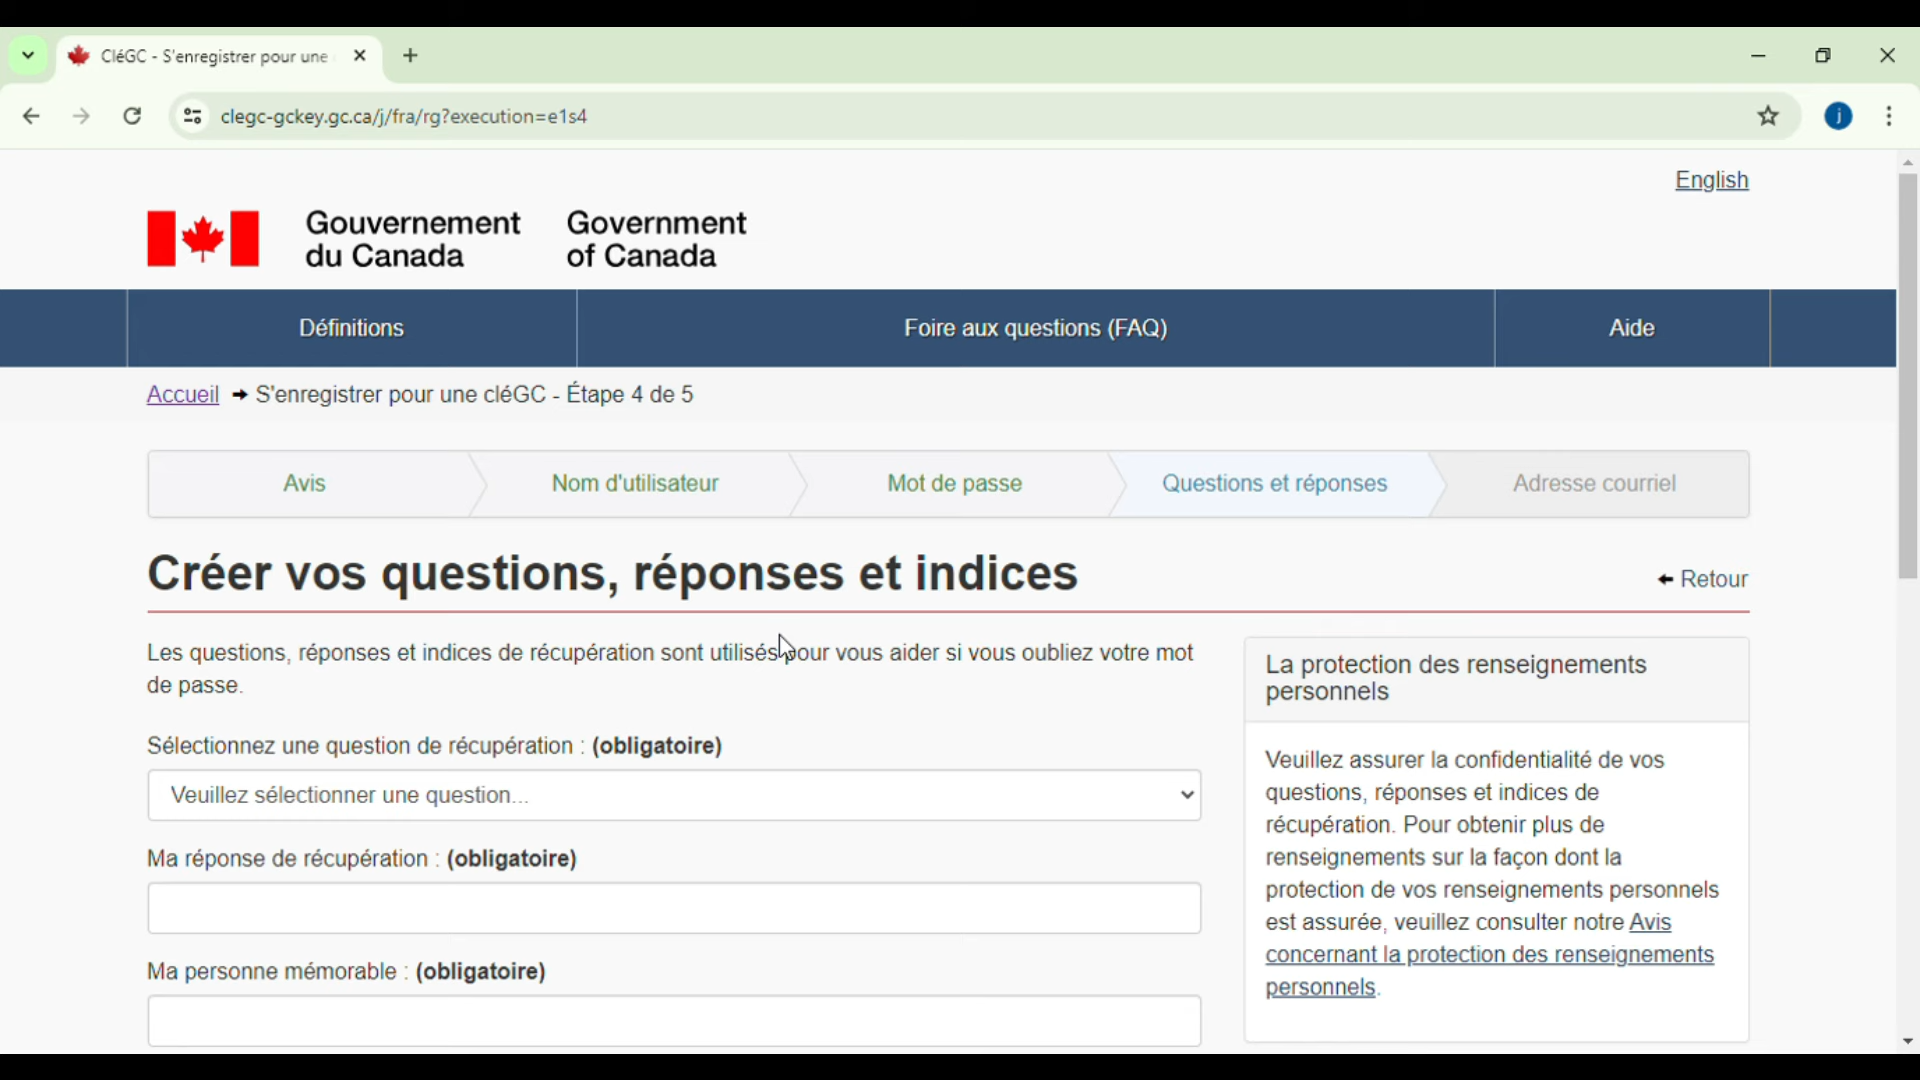 CléGC - S'enregistrer pour une
clegc-gckey.gc.ca/j/fra/rg?execution=e1s4
j
English
Gouvernement du Canada
Government of Canada
Définitions
Foire aux questions (FAQ)
Aide
Accueil ➜ S'enregistrer pour une cléGC - Étape 4 de 5
Avis
Nom d'utilisateur
Mot de passe
Questions et réponses
Adresse courriel
Créer vos questions, réponses et indices
Retour
Les questions, réponses et indices de récupération sont utilisés pour vous aider si vous oubliez votre mot
de passe.
Sélectionnez une question de récupération : (obligatoire)
Veuillez sélectionner une question...
Ma réponse de récupération : (obligatoire)
Ma personne mémorable : (obligatoire)
La protection des renseignements
personnels
Veuillez assurer la confidentialité de vos
questions, réponses et indices de
récupération. Pour obtenir plus de
renseignements sur la façon dont la
protection de vos renseignements personnels
est assurée, veuillez consulter notre Avis
concernant la protection des renseignements
personnels.